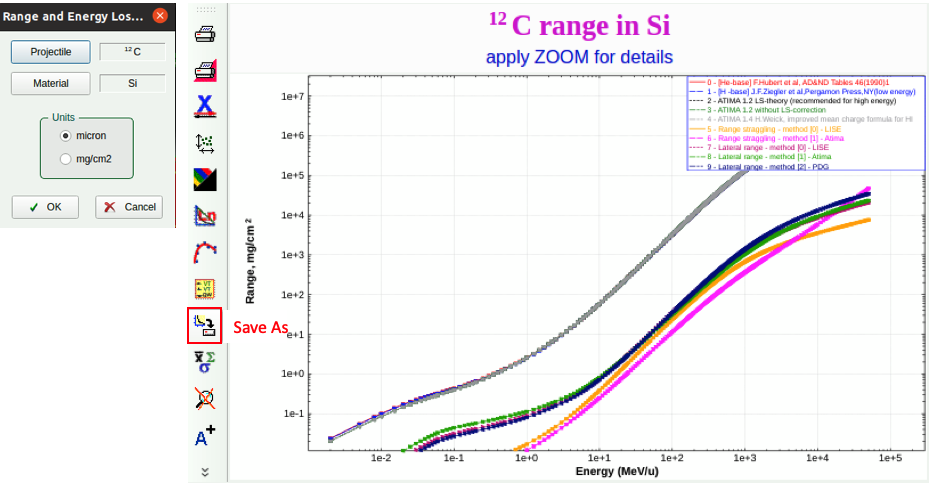 Range and Energy Los...
Projectile
12C
Material
Si
Units
micron
mg/cm2
OK
Cancel
X
Ln
X Σ
σ
A+
Save As
12C range in Si
apply ZOOM for details
0 - [He-base] F.Hubert et al, AD&ND Tables 46(1990)1
1 - [H -base] J.F.Ziegler et al,Pergamon Press,NY(low energy)
2 - ATIMA 1.2 LS-theory (recommended for high energy)
3 - ATIMA 1.2 without LS-correction
4 - ATIMA 1.4 H.Weick, improved mean charge formula for HI
5 - Range straggling - method [0] - LISE
6 - Range straggling - method [1] - Atima
7 - Lateral range - method [0] - LISE
8 - Lateral range - method [1] - Atima
9 - Lateral range - method [2] - PDG
Range, mg/cm 2
1e+7
1e+6
1e+5
1e+4
1e+3
1e+2
e+1
1e+0
1e-1
1e-2
1e-1
1e+0
1e+1
1e+2
1e+3
1e+4
1e+5
Energy (MeV/u)